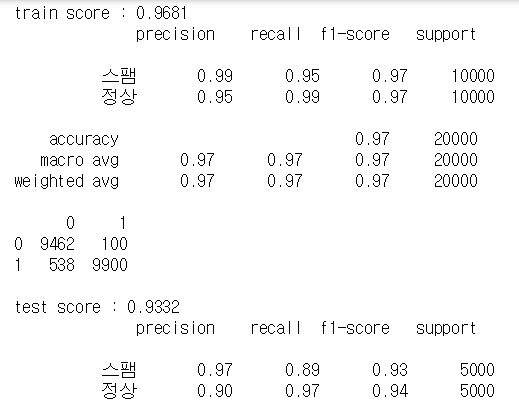 train score : 0.9681
precision recall f1-score support
스팸 0.99 0.95 0.97 10000
정상 0.95 0.99 0.97 10000
accuracy 0.97 20000
macro avg 0.97 0.97 0.97 20000
weighted avg 0.97 0.97 0.97 20000
0 1
0 9462 100
1 538 9900
test score : 0.9332
precision recall f1-score support
스팸 0.97 0.89 0.93 5000
정상 0.90 0.97 0.94 5000